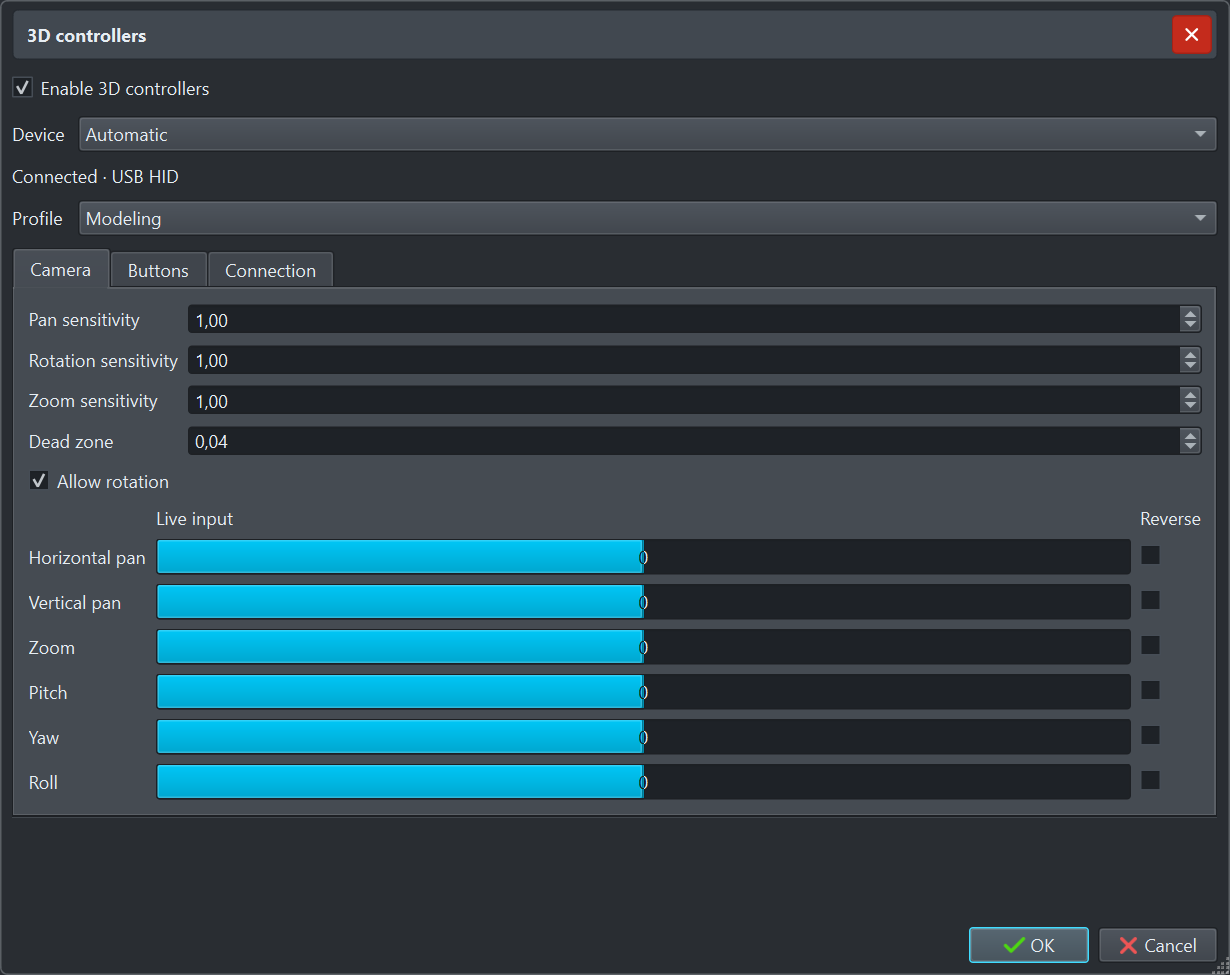 3D controllers
Enable 3D controllers
Device Automatic
Connected · USB HID
Profile Modeling
Camera Buttons Connection
Pan sensitivity 1,00
Rotation sensitivity 1,00
Zoom sensitivity 1,00
Dead zone 0,04
Allow rotation
Live input Reverse
Horizontal pan 0
Vertical pan 0
Zoom 0
Pitch 0
Yaw 0
Roll 0
OK Cancel